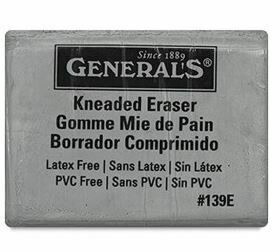 Since 1889
GENERAL'S®
Kneaded Eraser
Gomme Mie de Pain
Borrador Comprimido
Latex Free | Sans Latex | Sin Látex
PVC Free | Sans PVC | Sin PVC
#139E